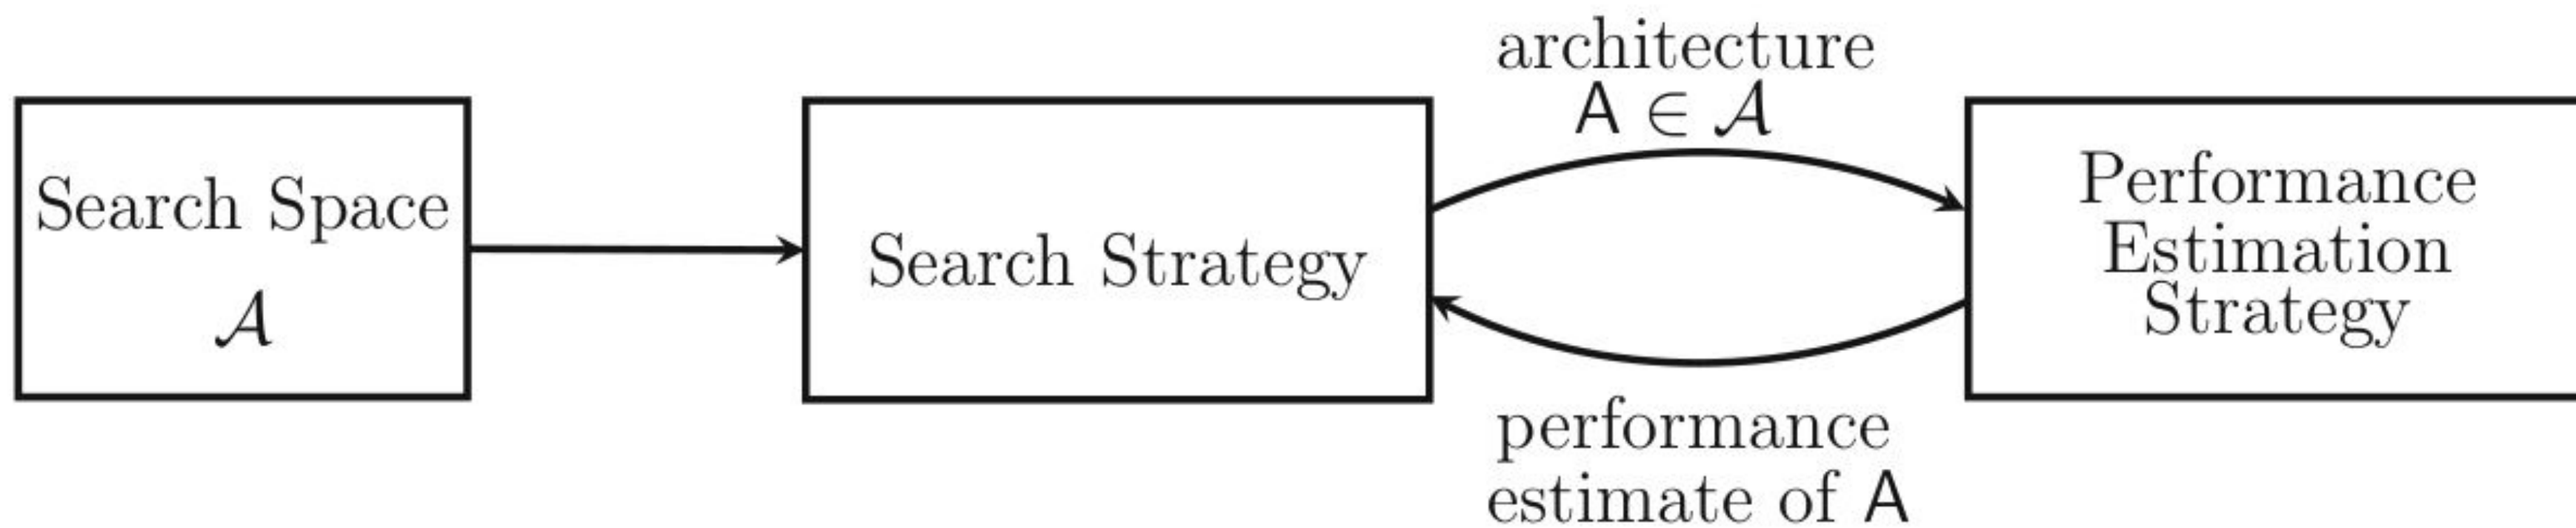 Search Space
𝒜
Search Strategy
architecture
A ∈ 𝒜
performance
estimate of A
Performance
Estimation
Strategy